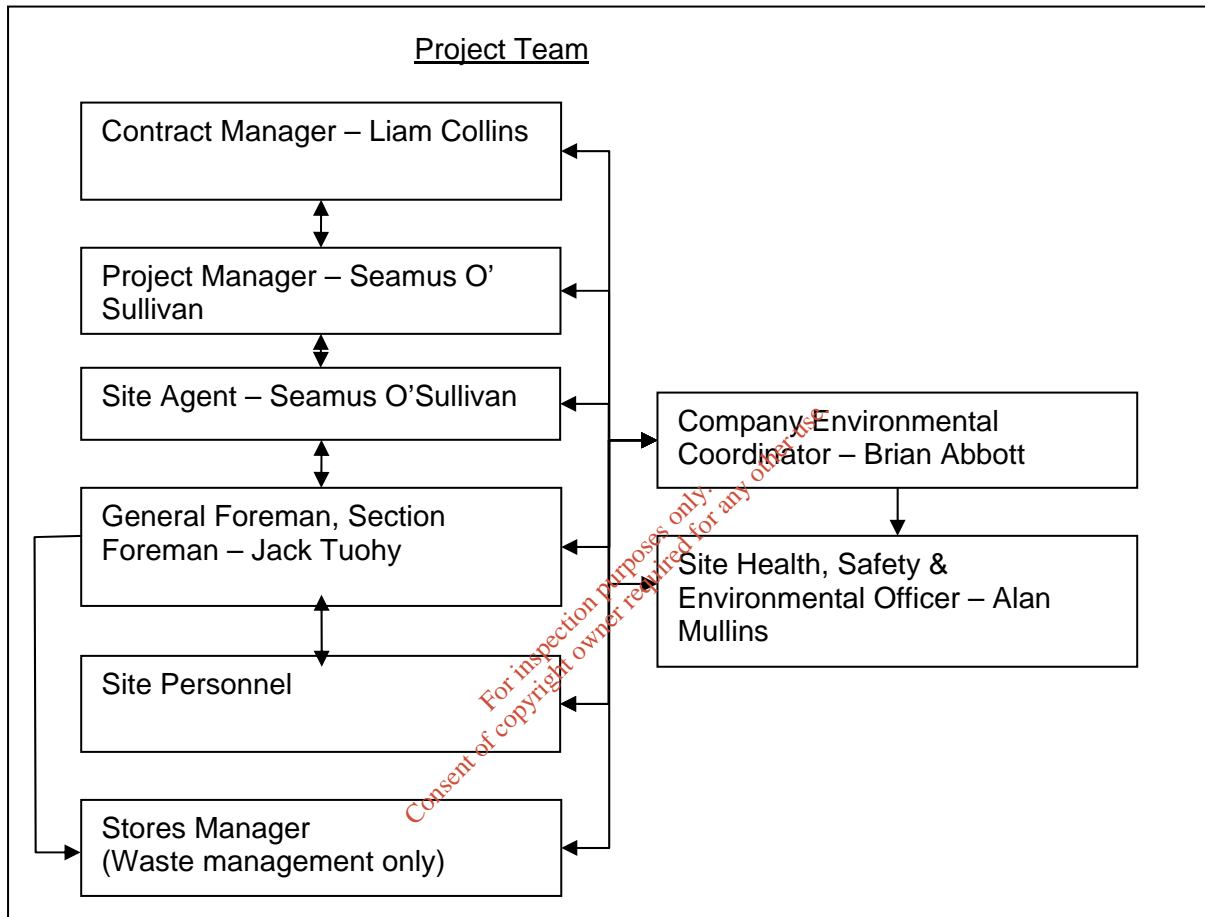 Project Team
Contract Manager – Liam Collins
Project Manager – Seamus O’
Sullivan
Site Agent – Seamus O’Sullivan
General Foreman, Section
Foreman – Jack Tuohy
Site Personnel
Stores Manager
(Waste management only)
Company Environmental
Coordinator – Brian Abbott
Site Health, Safety &
Environmental Officer – Alan
Mullins
For inspection purposes only.
Consent of copyright owner required for any other use.